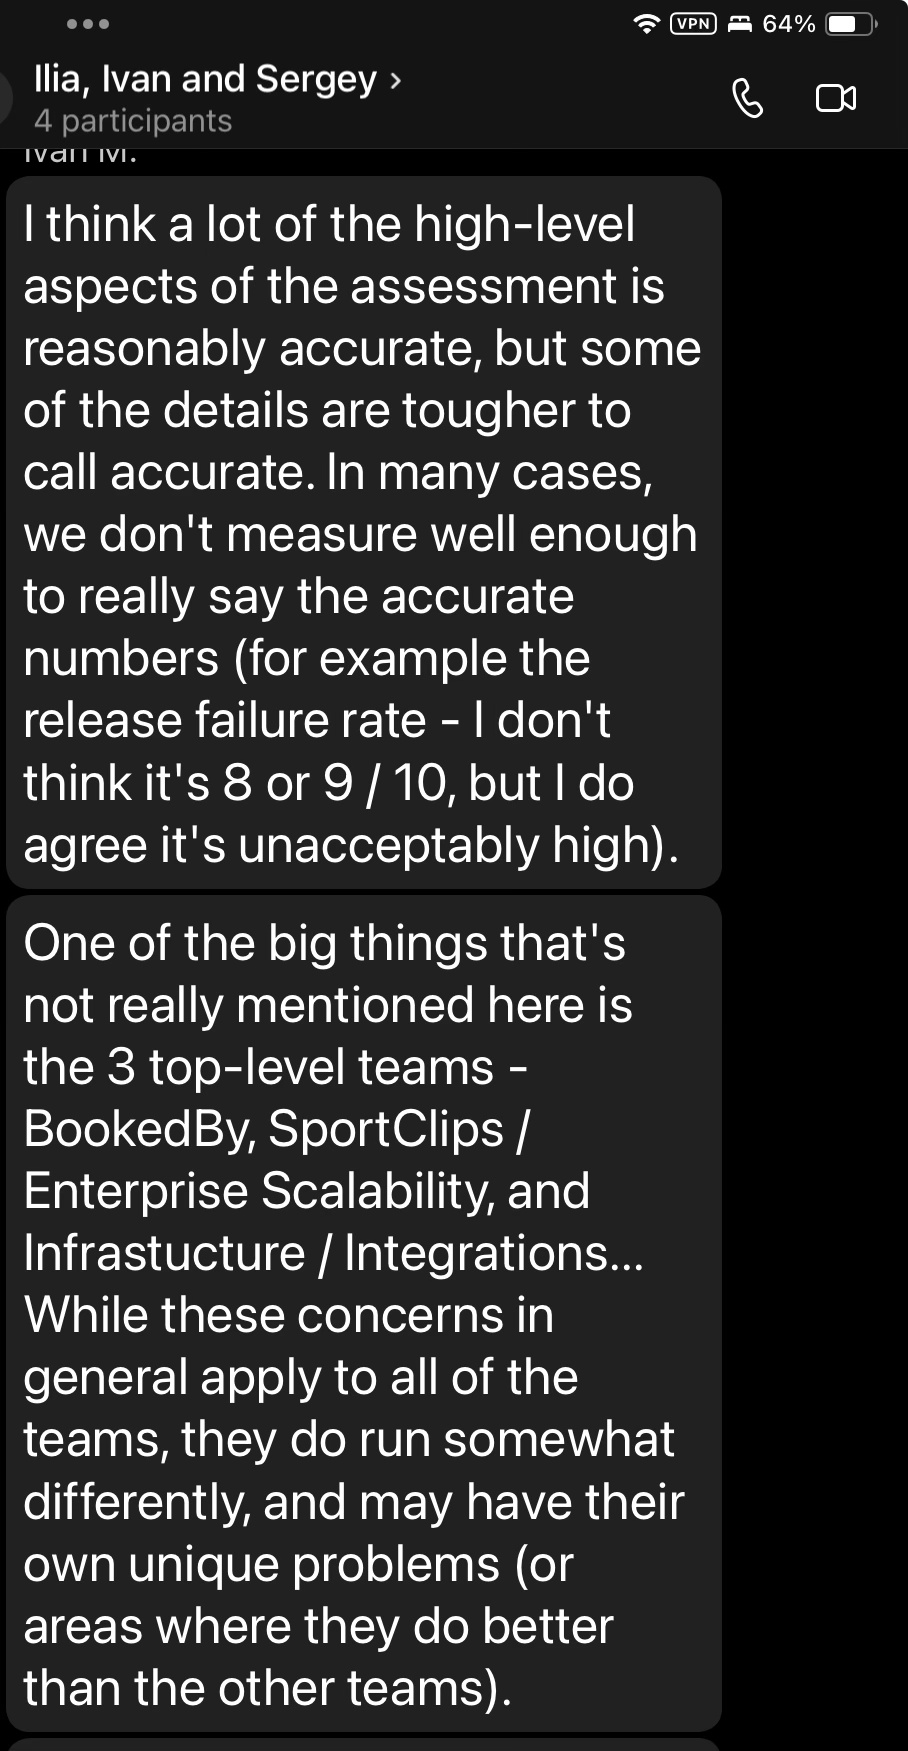 VPN 64%
Ilia, Ivan and Sergey >
4 participants
Ivan M.
I think a lot of the high-level
aspects of the assessment is
reasonably accurate, but some
of the details are tougher to
call accurate. In many cases,
we don't measure well enough
to really say the accurate
numbers (for example the
release failure rate - I don't
think it's 8 or 9 / 10, but I do
agree it's unacceptably high).
One of the big things that's
not really mentioned here is
the 3 top-level teams -
BookedBy, SportClips /
Enterprise Scalability, and
Infrastucture / Integrations...
While these concerns in
general apply to all of the
teams, they do run somewhat
differently, and may have their
own unique problems (or
areas where they do better
than the other teams).